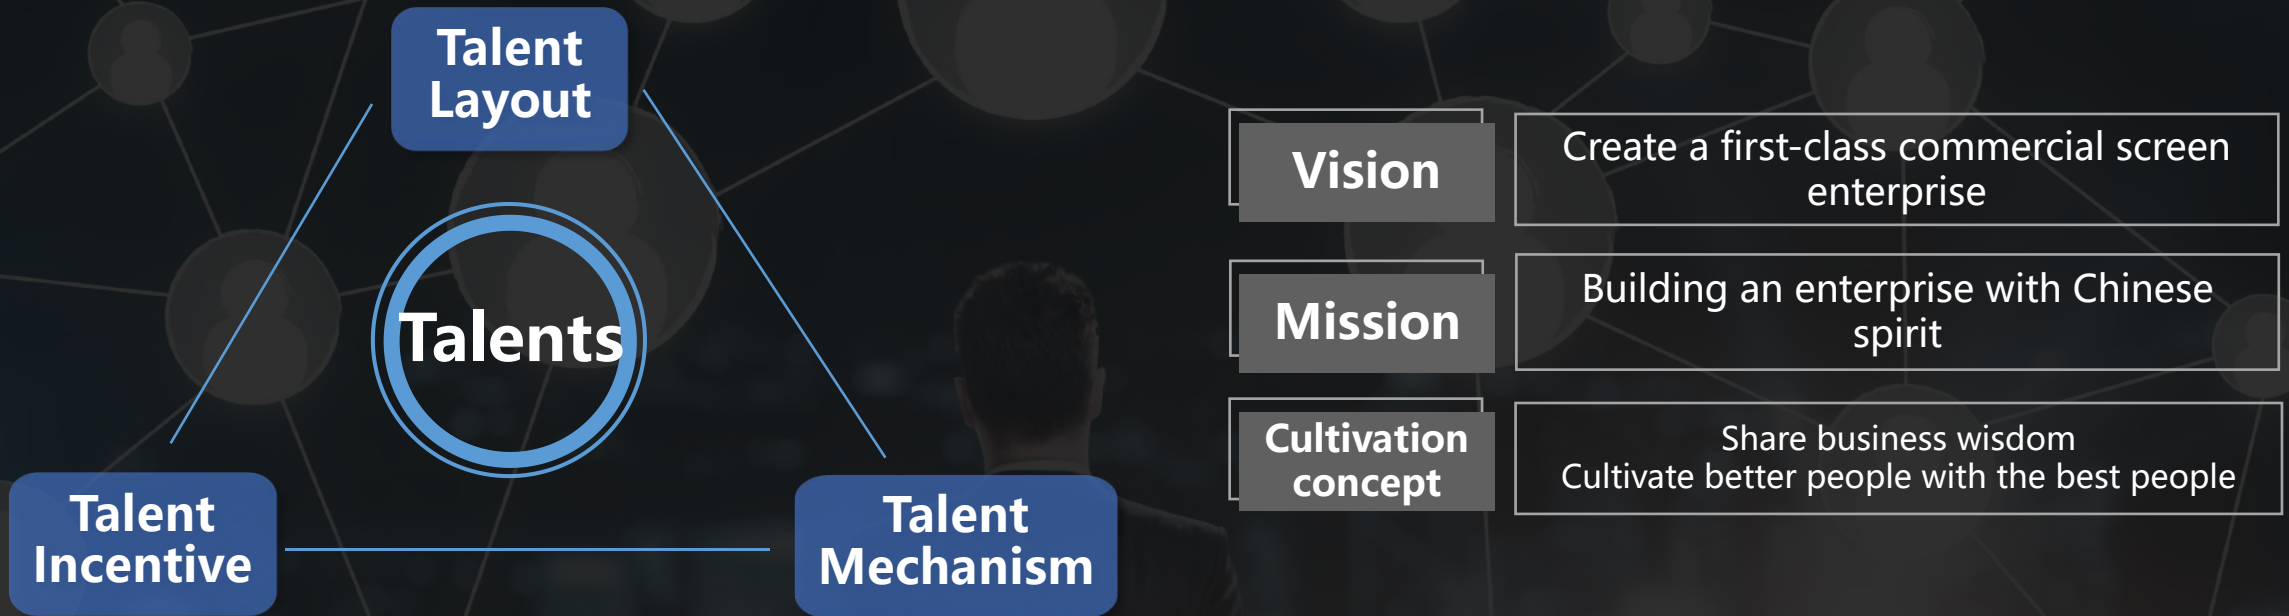 Talent
Layout
Talents
Talent
Incentive
Talent
Mechanism
Vision
Create a first-class commercial screen
enterprise
Mission
Building an enterprise with Chinese
spirit
Cultivation
concept
Share business wisdom
Cultivate better people with the best people